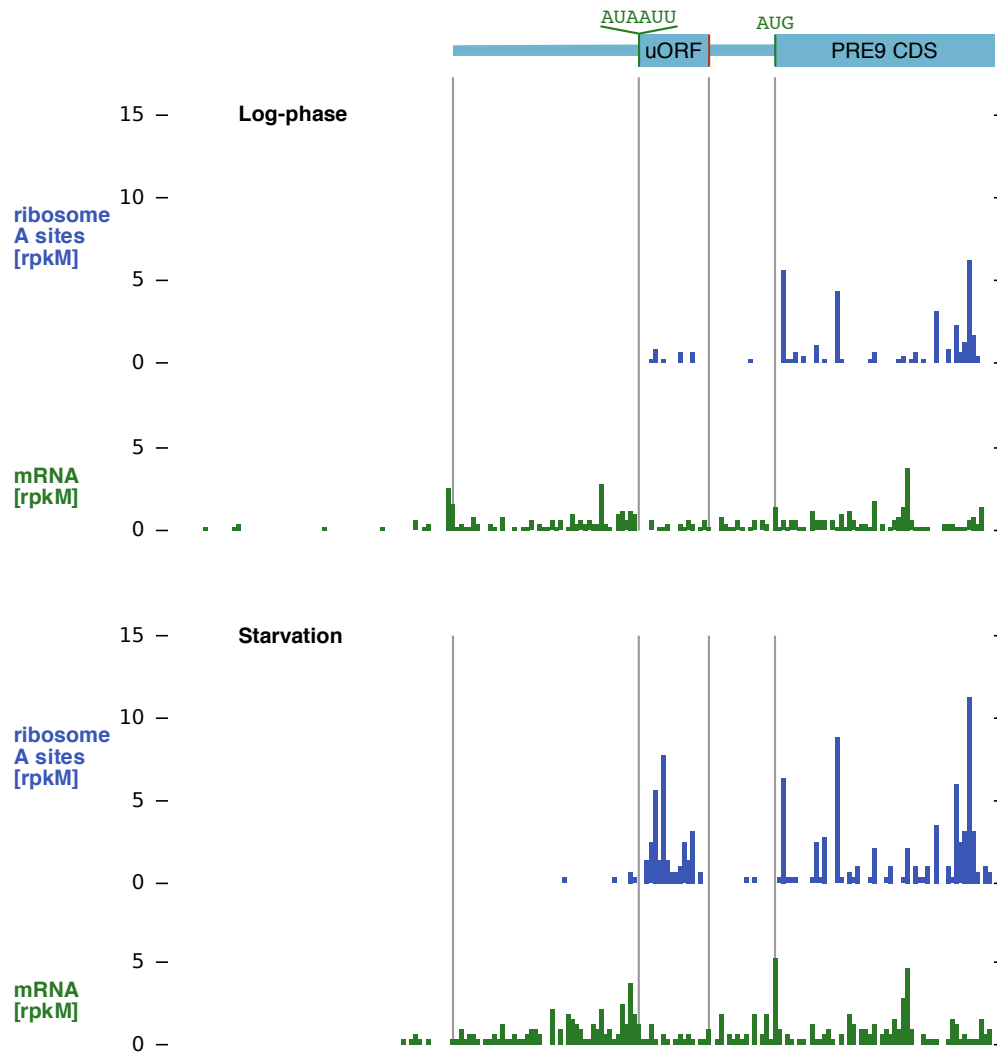 AUAAUU
AUG
uORF
PRE9 CDS
15
Log-phase
10
ribosome
A sites
[rpkM]
5
0
5
mRNA
[rpkM]
0
15
Starvation
10
ribosome
A sites
[rpkM]
5
0
5
mRNA
[rpkM]
0